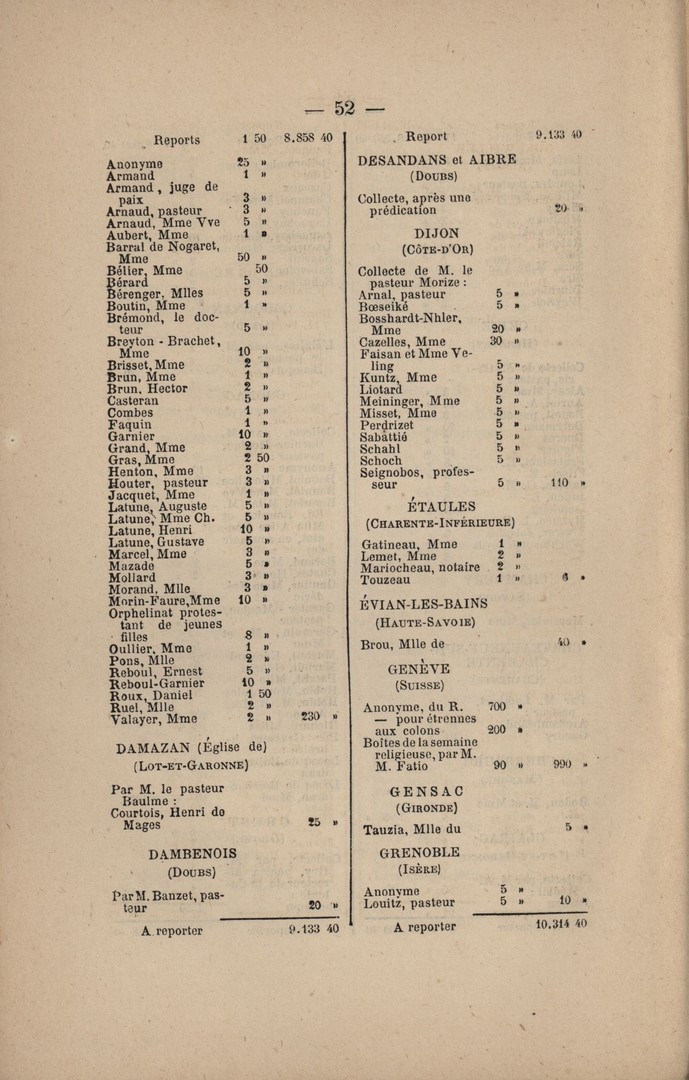 — 52 —
Reports 1 50 8.858 40
Anonyme 25 »
Armand 1 »
Armand, juge de
paix 3 »
Arnaud, pasteur 3 »
Arnaud, Mme Vve 5 »
Aubert, Mme 1 »
Barral de Nogaret,
Mme 50 »
Bélier, Mme 50
Bérard 5 »
Bérenger, Mlles 5 »
Boutin, Mme 1 »
Brémond, le doc-
teur 5 »
Breyton - Brachet,
Mme 10 »
Brisset, Mme 2 »
Brun, Mme 1 »
Brun, Hector 2 »
Casteran 5 »
Combes 1 »
Faquin 1 »
Garnier 10 »
Grand, Mme 2 »
Gras, Mme 2 50
Henton, Mme 3 »
Houter, pasteur 3 »
Jacquet, Mme 1 »
Latune, Auguste 5 »
Latune, Mme Ch. 5 »
Latune, Henri 10 »
Latune, Gustave 5 »
Marcel, Mme 3 »
Mazade 5 »
Mollard 3 »
Morand, Mlle 3 »
Morin-Faure, Mme 10 »
Orphelinat protes-
tant de jeunes
filles 8 »
Oullier, Mme 1 »
Pons, Mlle 2 »
Reboul, Ernest 5 »
Reboul-Garnier 10 »
Roux, Daniel 1 50
Ruel, Mlle 2 »
Valayer, Mme 2 » 230 »
DAMAZAN (Église de)
(LOT-ET-GARONNE)
Par M. le pasteur
Baulme :
Courtois, Henri de
Mages 25 »
DAMBENOIS
(DOUBS)
Par M. Banzet, pas-
teur 20 »
A reporter 9.133 40
Report 9.133 40
DESANDANS et AIBRE
(DOUBS)
Collecte, après une
prédication 20 »
DIJON
(CÔTE-D'OR)
Collecte de M. le
pasteur Morize :
Arnal, pasteur 5 »
Bœseiké 5 »
Bosshardt-Nhler,
Mme 20 »
Cazelles, Mme 30 »
Faisan et Mme Ve-
ling 5 »
Kuntz, Mme 5 »
Liotard 5 »
Meininger, Mme 5 »
Misset, Mme 5 »
Perdrizet 5 »
Sabattié 5 »
Schahl 5 »
Schoch 5 »
Seignobos, profes-
seur 5 » 110 »
ÉTAULES
(CHARENTE-INFÉRIEURE)
Gatineau, Mme 1 »
Lemet, Mme 2 »
Mariocheau, notaire 2 »
Touzeau 1 » 6 »
ÉVIAN-LES-BAINS
(HAUTE-SAVOIE)
Brou, Mlle de 40 »
GENÈVE
(SUISSE)
Anonyme, du R. 700 »
— pour étrennes
aux colons 200 »
Boîtes de la semaine
religieuse, par M.
M. Fatio 90 » 990 »
GENSAC
(GIRONDE)
Tauzia, Mlle du 5 »
GRENOBLE
(ISÈRE)
Anonyme 5 »
Louitz, pasteur 5 » 10 »
A reporter 10.314 40